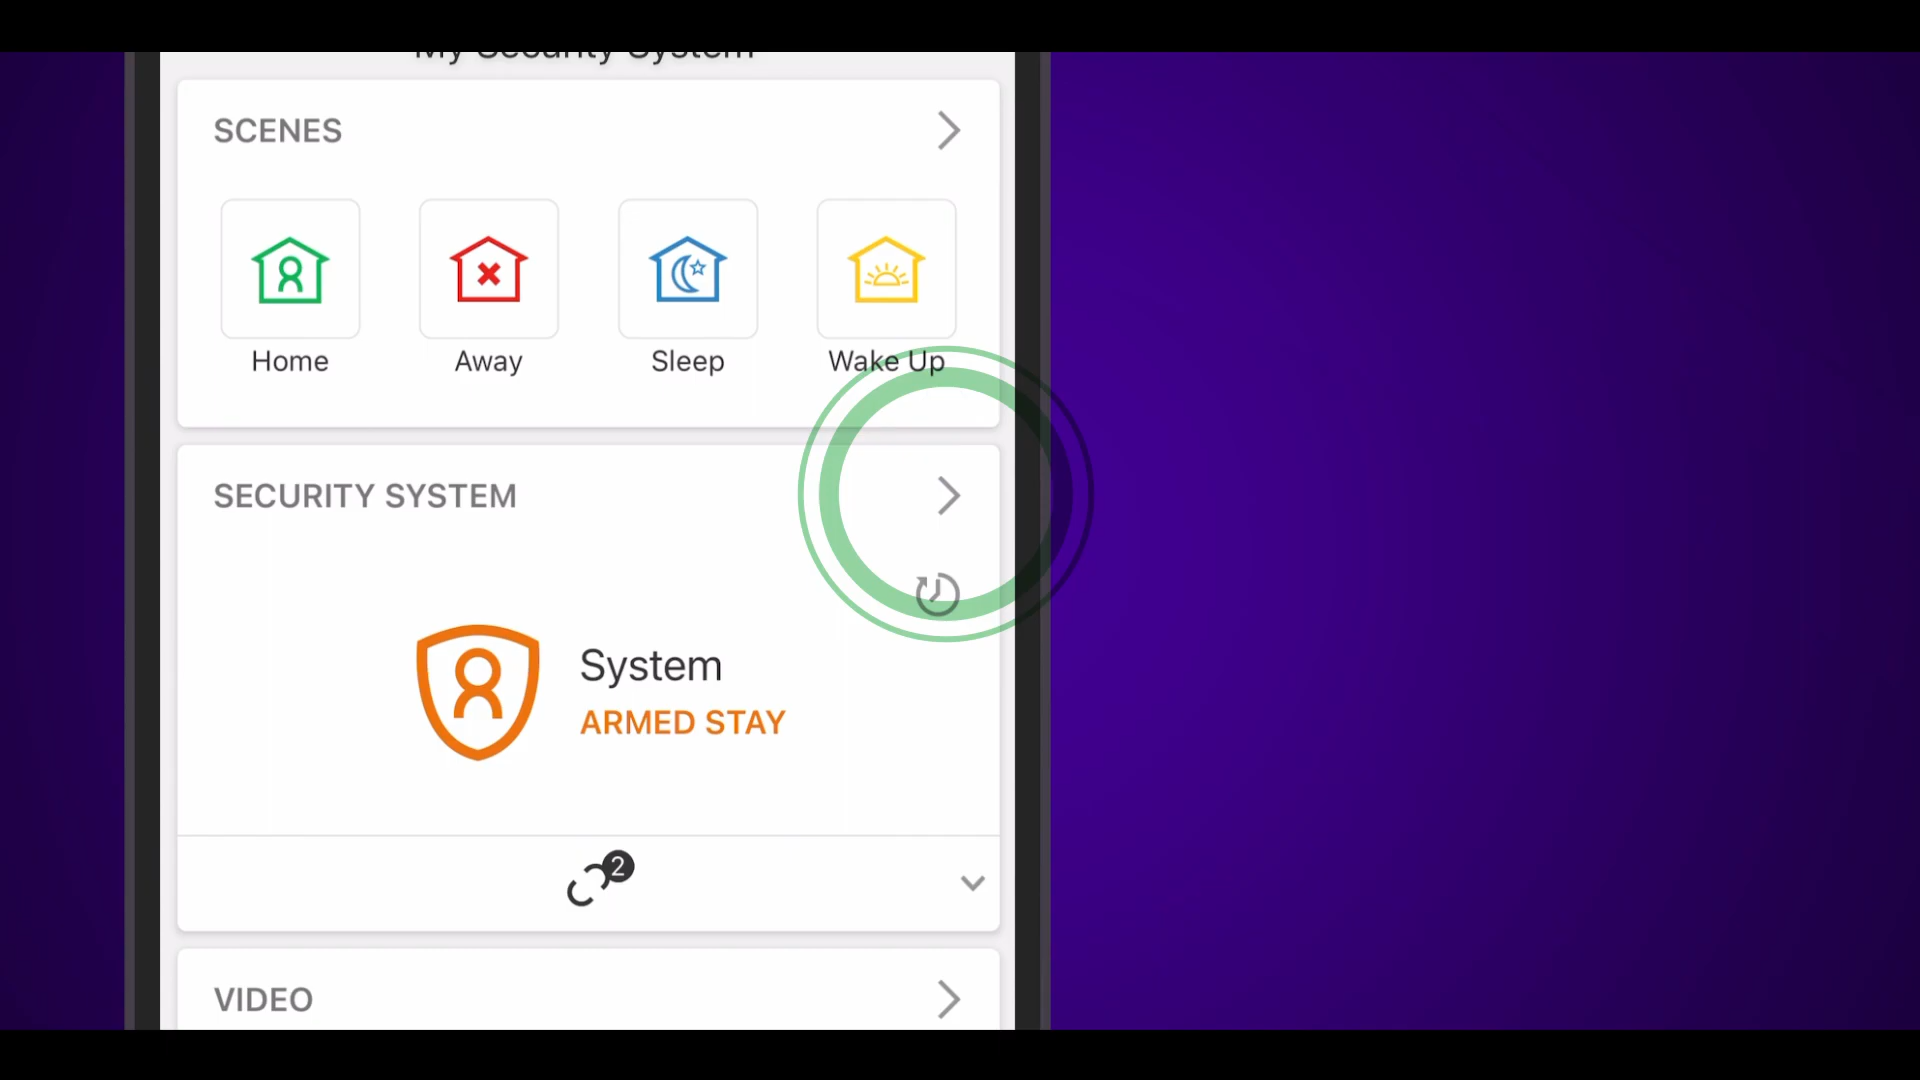 My Security System
SCENES
Home
Away
Sleep
Wake Up
SECURITY SYSTEM
System
ARMED STAY
2
VIDEO